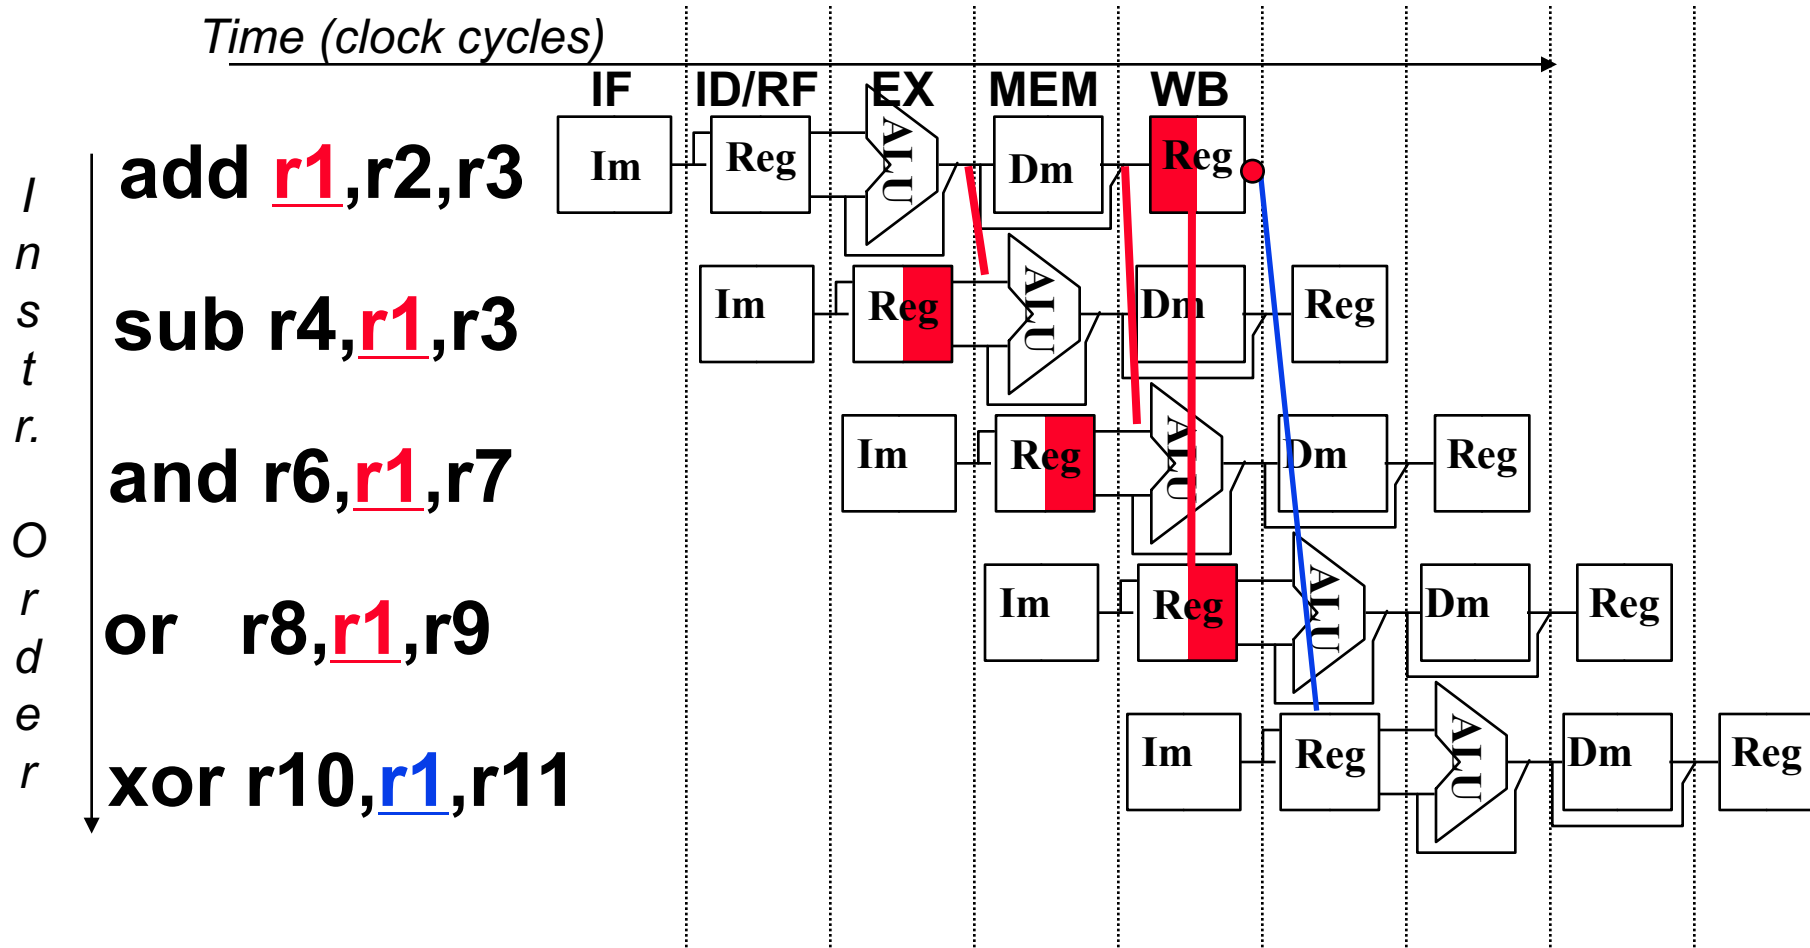 Time (clock cycles)
IF ID/RF EX MEM WB
Instr. Order
add r1,r2,r3
Im Reg ALU Dm Reg
sub r4,r1,r3
Im Reg ALU Dm Reg
and r6,r1,r7
Im Reg ALU Dm Reg
or r8,r1,r9
Im Reg ALU Dm Reg
xor r10,r1,r11
Im Reg ALU Dm Reg